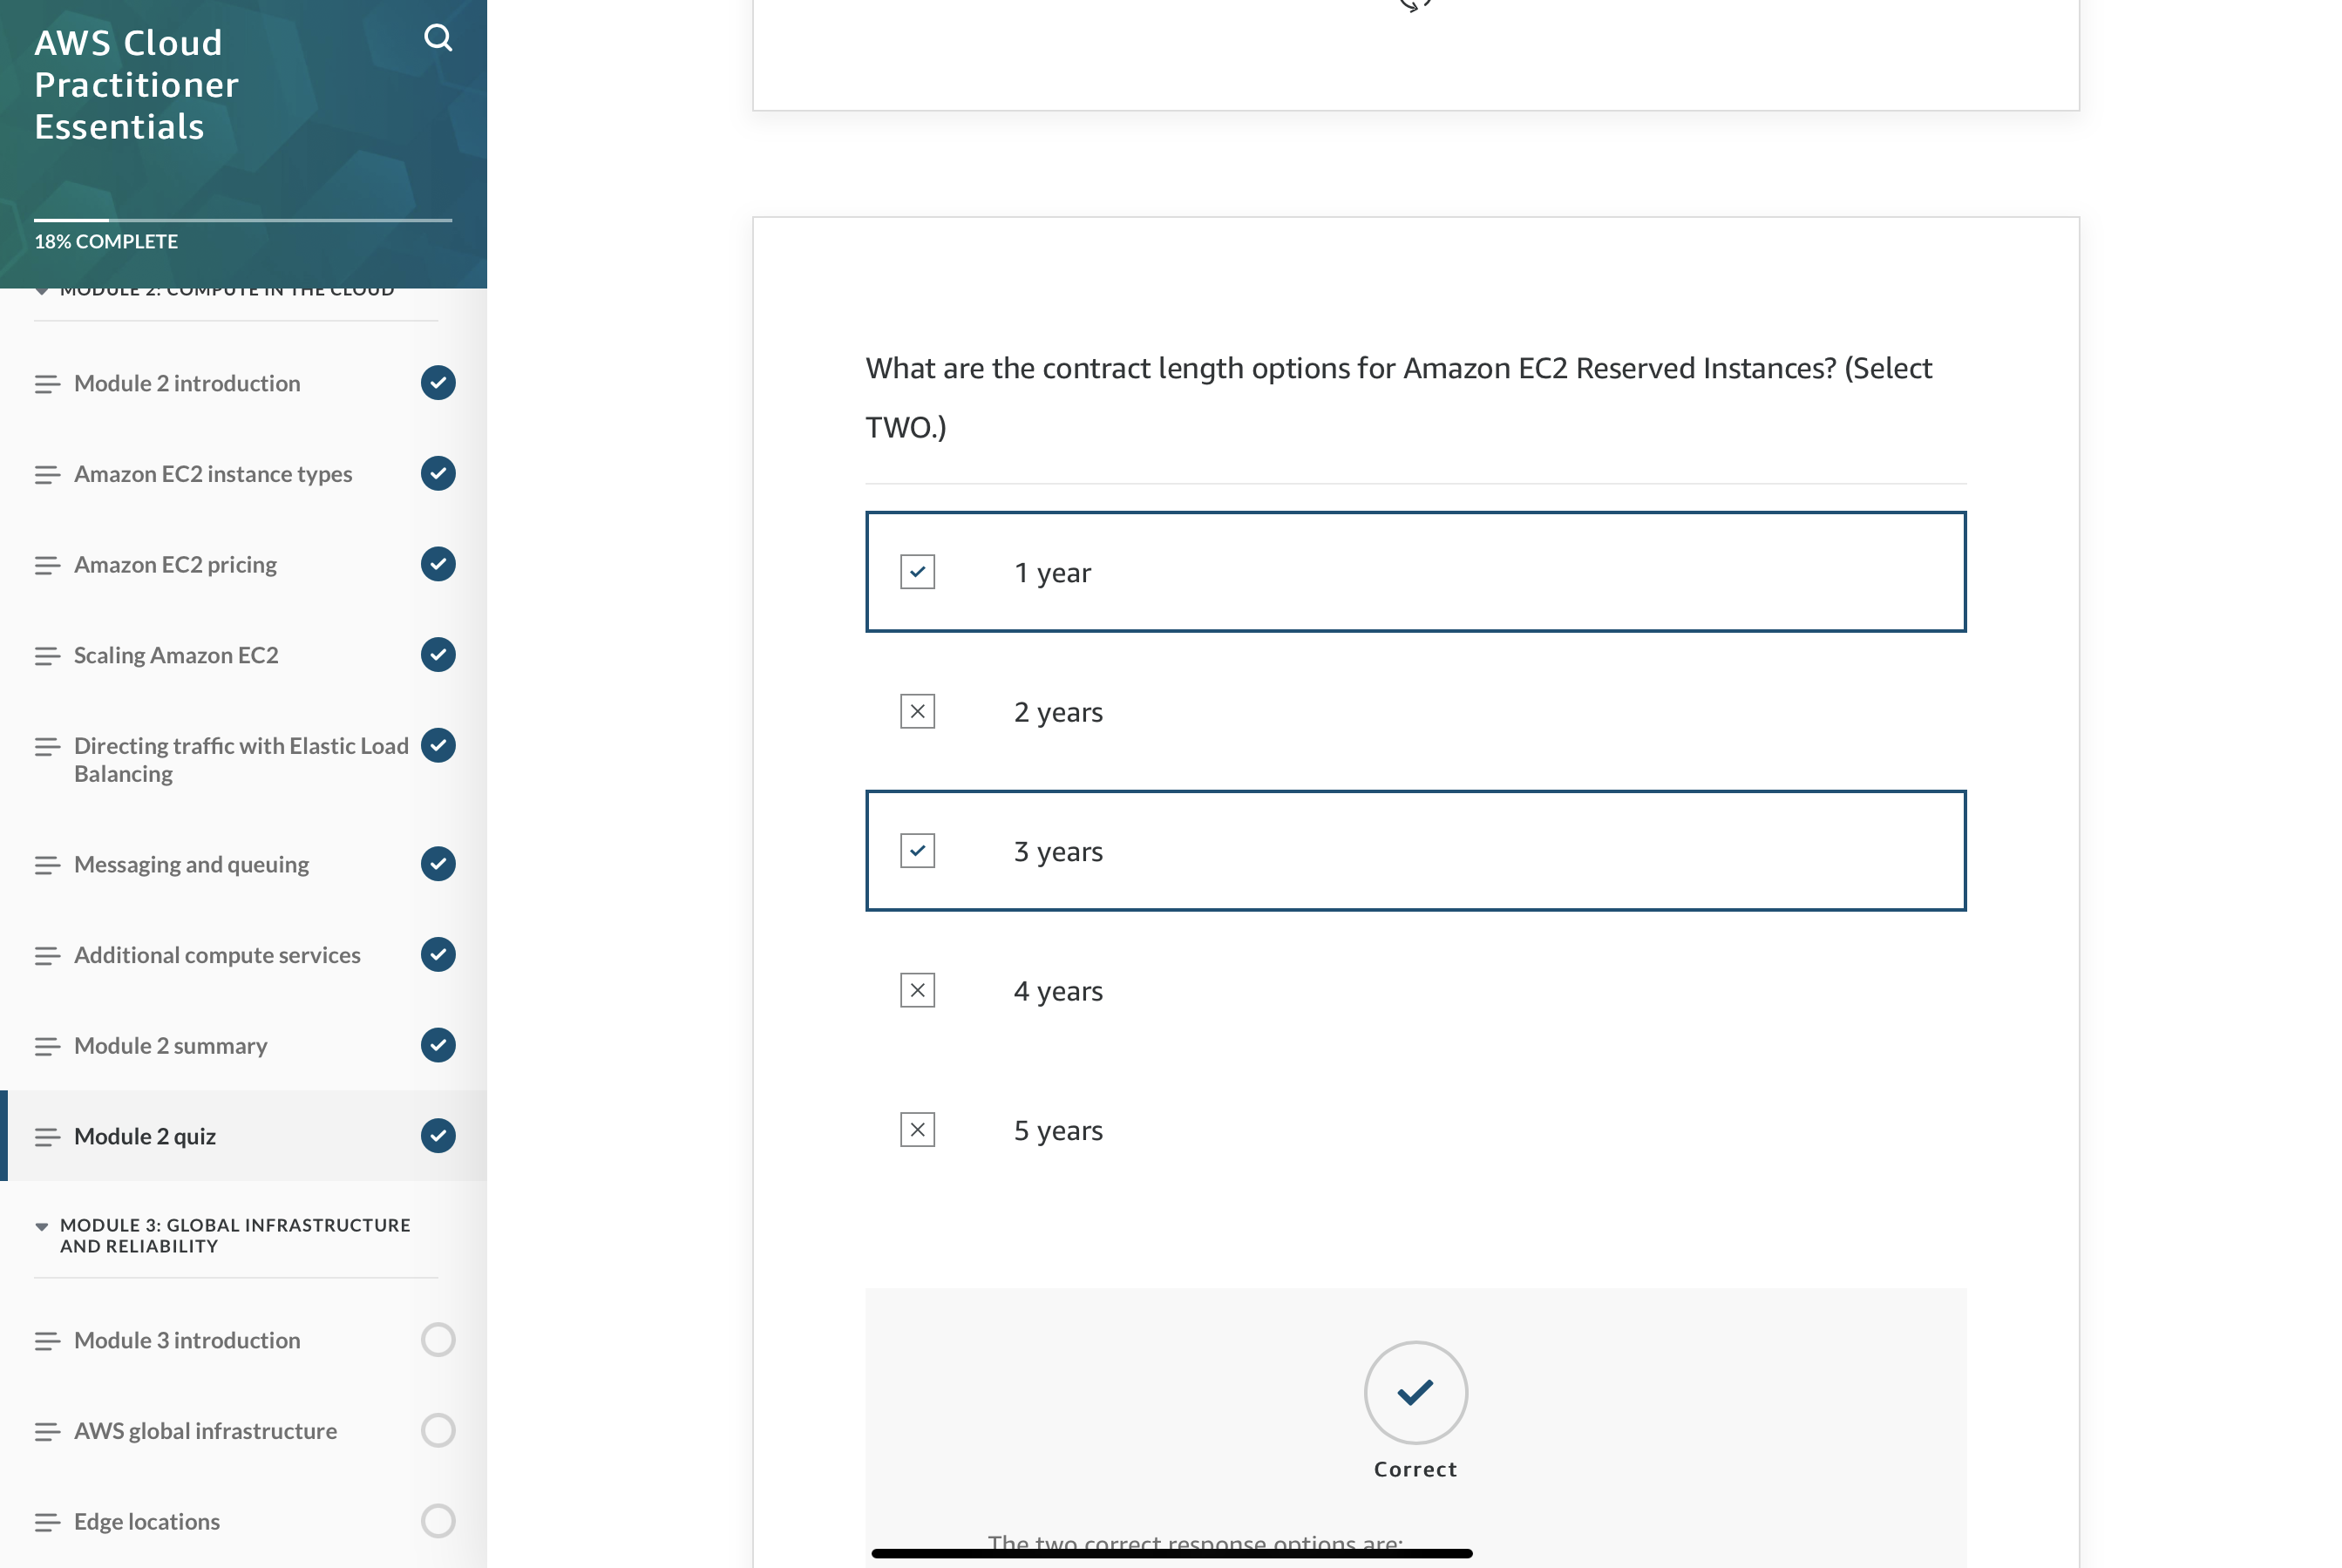 AWS Cloud
Practitioner
Essentials
18% COMPLETE
MODULE 2: COMPUTE IN THE CLOUD
Module 2 introduction
Amazon EC2 instance types
Amazon EC2 pricing
Scaling Amazon EC2
Directing traffic with Elastic Load
Balancing
Messaging and queuing
Additional compute services
Module 2 summary
Module 2 quiz
MODULE 3: GLOBAL INFRASTRUCTURE
AND RELIABILITY
Module 3 introduction
AWS global infrastructure
Edge locations
What are the contract length options for Amazon EC2 Reserved Instances? (Select
TWO.)
1 year
2 years
3 years
4 years
5 years
Correct
The two correct response options are: